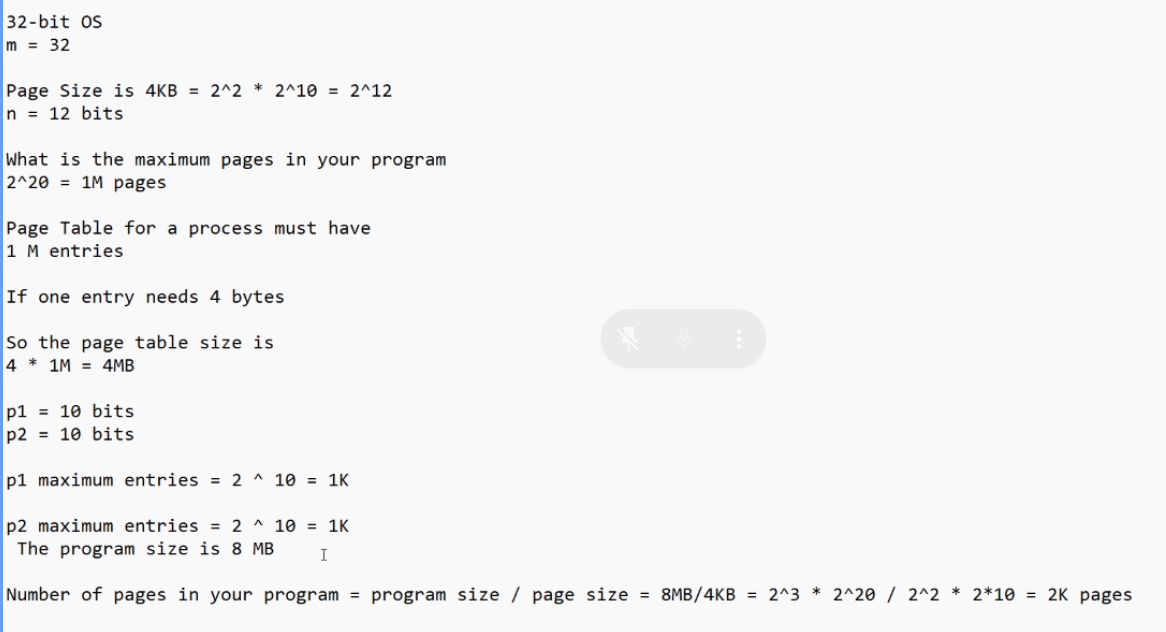 32-bit OS
m = 32
Page Size is 4KB = 2^2 * 2^10 = 2^12
n = 12 bits
What is the maximum pages in your program
2^20 = 1M pages
Page Table for a process must have
1 M entries
If one entry needs 4 bytes
So the page table size is
4 * 1M = 4MB
p1 = 10 bits
p2 = 10 bits
p1 maximum entries = 2 ^ 10 = 1K
p2 maximum entries = 2 ^ 10 = 1K
The program size is 8 MB
Number of pages in your program = program size / page size = 8MB/4KB = 2^3 * 2^20 / 2^2 * 2*10 = 2K pages